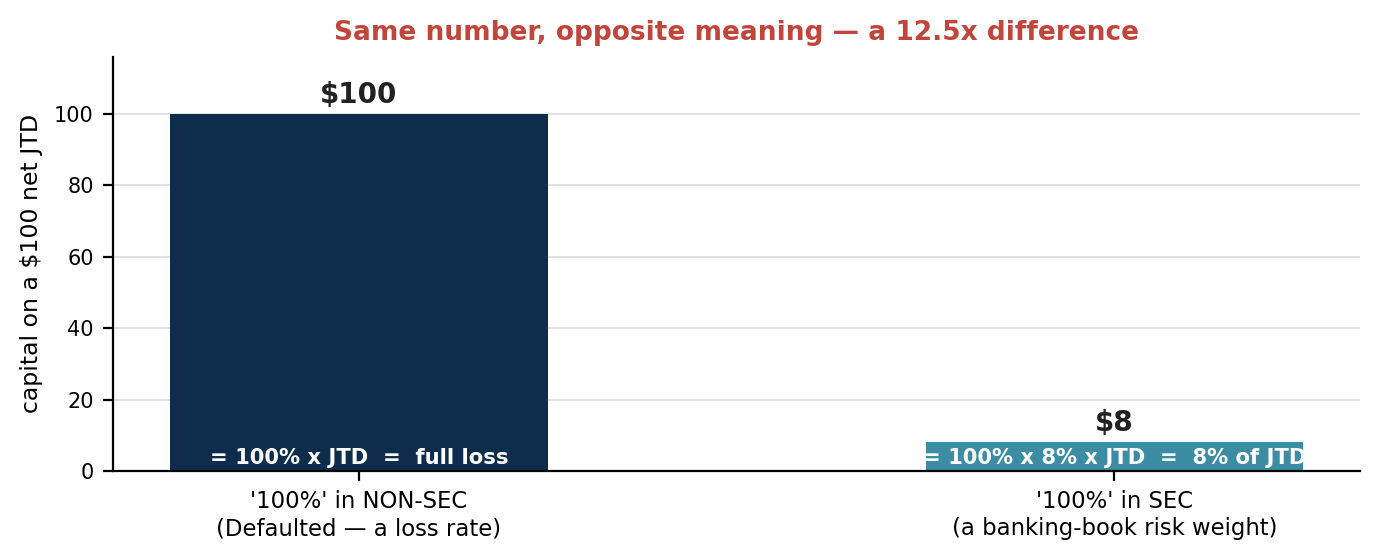 Same number, opposite meaning — a 12.5x difference
capital on a $100 net JTD
100
80
60
40
20
0
$100
= 100% x JTD  =  full loss
$8
= 100% x 8% x JTD  =  8% of JTD
'100%' in NON-SEC
(Defaulted — a loss rate)
'100%' in SEC
(a banking-book risk weight)